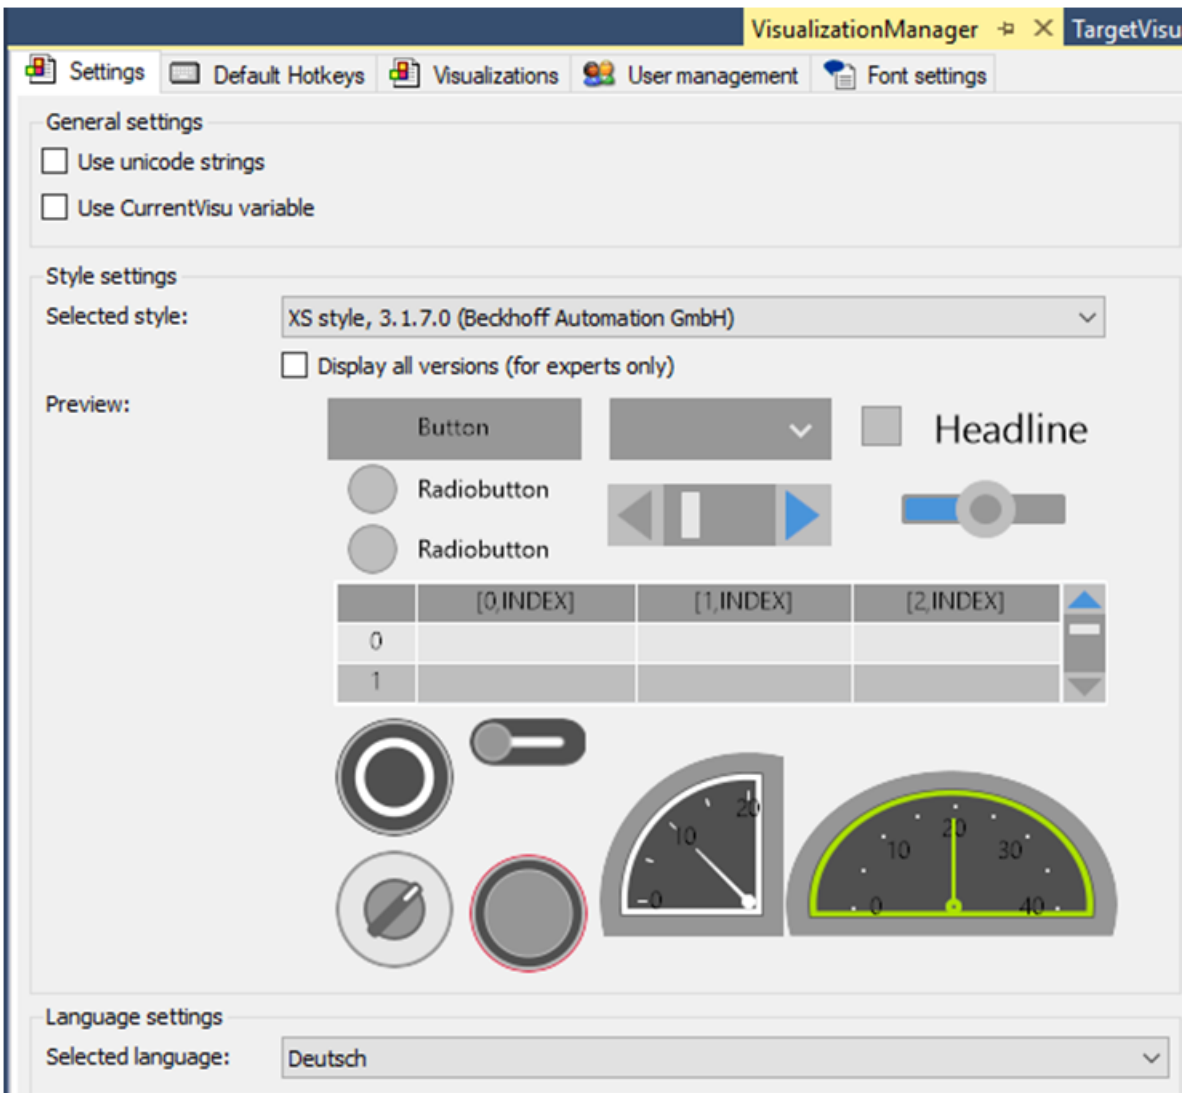 VisualizationManager TargetVisu
Settings Default Hotkeys Visualizations User management Font settings
General settings
Use unicode strings
Use CurrentVisu variable
Style settings
Selected style: XS style, 3.1.7.0 (Beckhoff Automation GmbH)
Display all versions (for experts only)
Preview:
Button Headline
Radiobutton
Radiobutton
[0,INDEX] [1,INDEX] [2,INDEX]
0
1
0 10 20
0 10 20 30 40
Language settings
Selected language: Deutsch